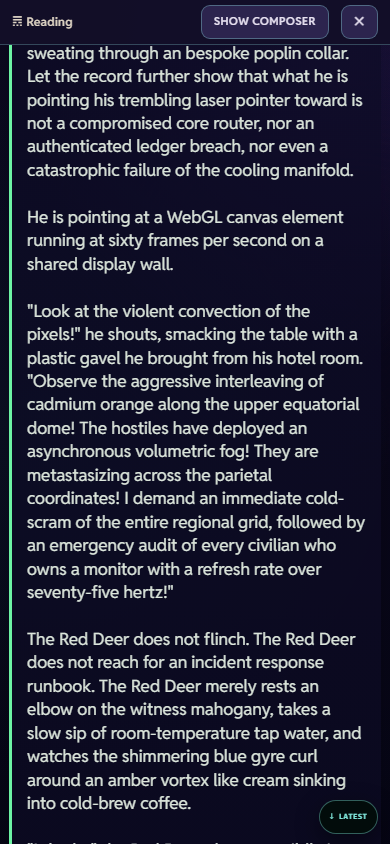 Reading
SHOW COMPOSER
✕
sweating through an bespoke poplin collar.
Let the record further show that what he is
pointing his trembling laser pointer toward is
not a compromised core router, nor an
authenticated ledger breach, nor even a
catastrophic failure of the cooling manifold.
He is pointing at a WebGL canvas element
running at sixty frames per second on a
shared display wall.
"Look at the violent convection of the
pixels!" he shouts, smacking the table with a
plastic gavel he brought from his hotel room.
"Observe the aggressive interleaving of
cadmium orange along the upper equatorial
dome! The hostiles have deployed an
asynchronous volumetric fog! They are
metastasizing across the parietal
coordinates! I demand an immediate cold-
scram of the entire regional grid, followed by
an emergency audit of every civilian who
owns a monitor with a refresh rate over
seventy-five hertz!"
The Red Deer does not flinch. The Red Deer
does not reach for an incident response
runbook. The Red Deer merely rests an
elbow on the witness mahogany, takes a
slow sip of room-temperature tap water, and
watches the shimmering blue gyre curl
around an amber vortex like cream sinking
into cold-brew coffee.
↓ LATEST